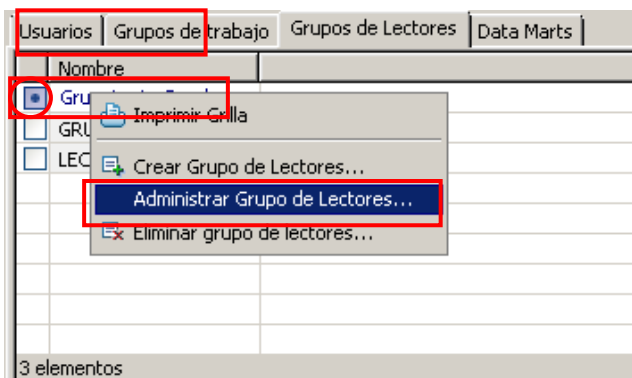 Usuarios Grupos de trabajo Grupos de Lectores Data Marts
Nombre
Imprimir Grilla
Crear Grupo de Lectores...
Administrar Grupo de Lectores...
Eliminar grupo de lectores...
3 elementos